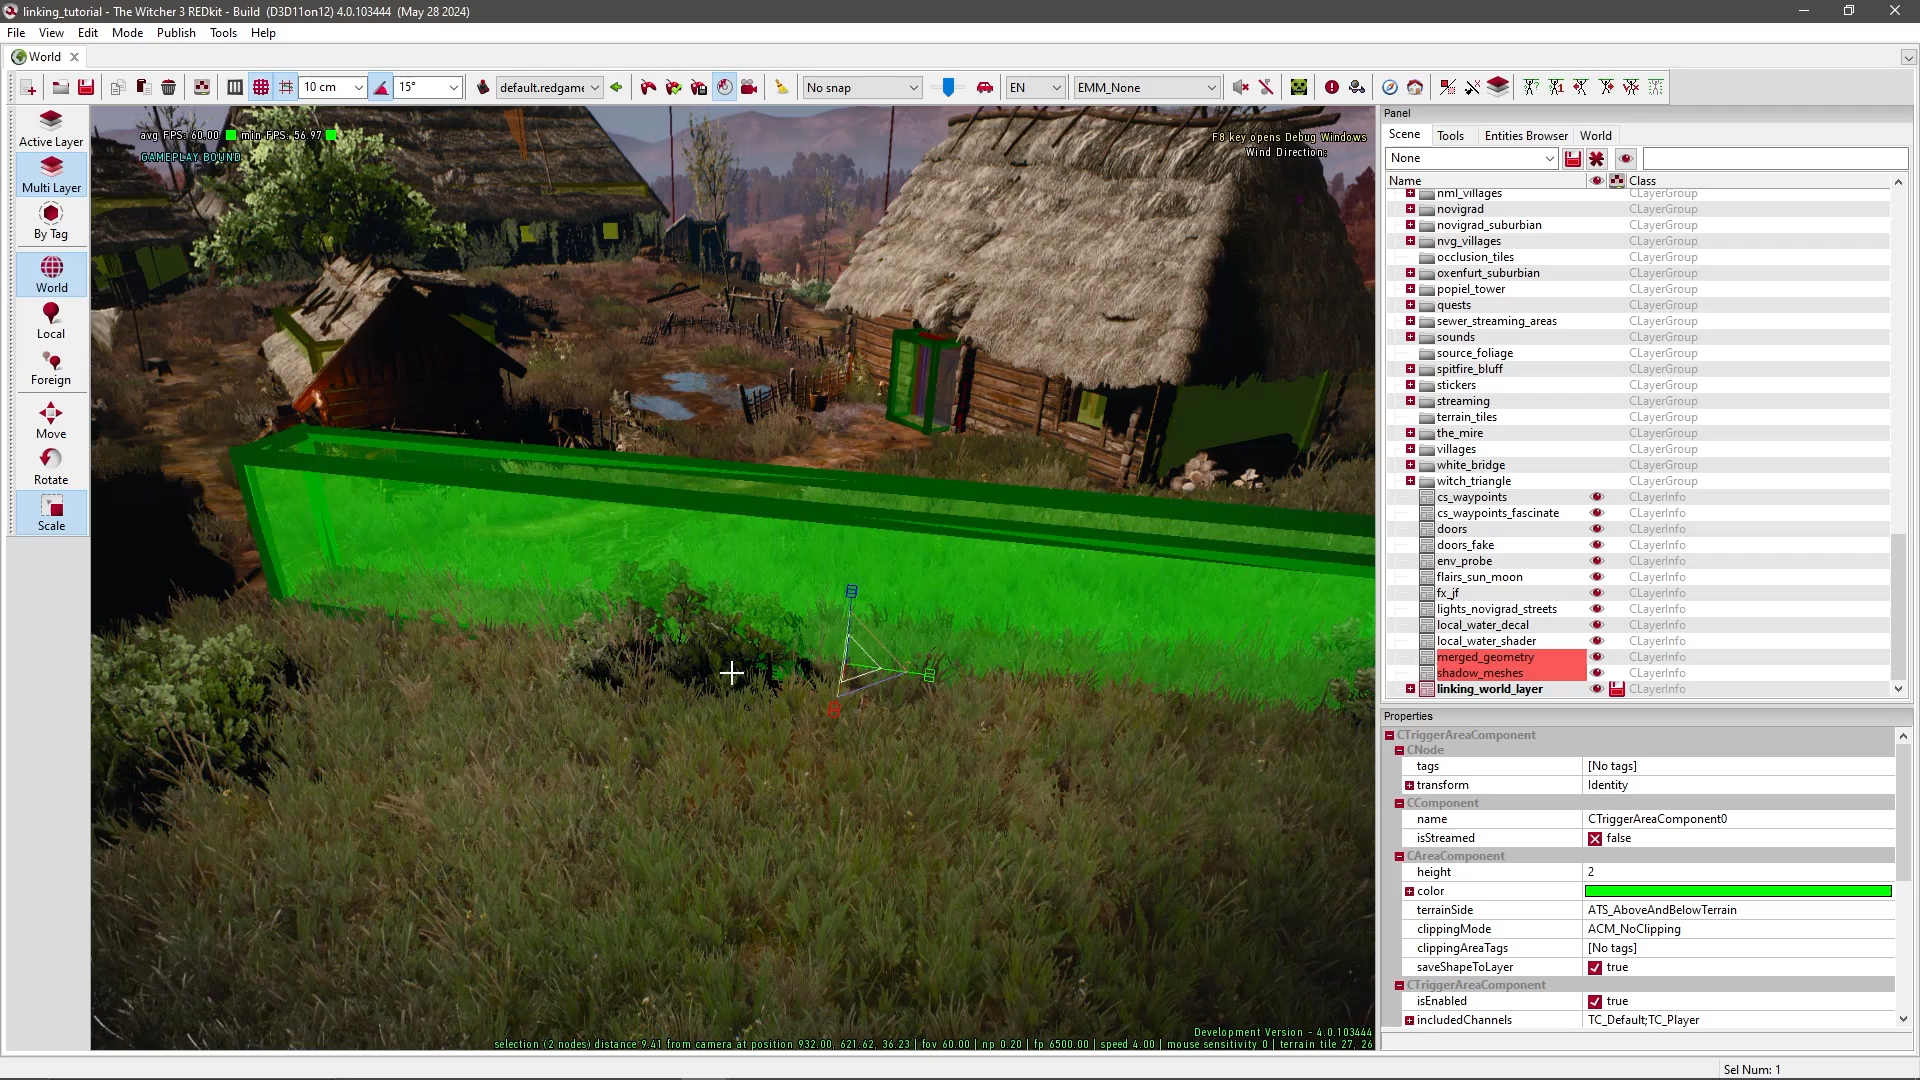 linking_tutorial - The Witcher 3 REDkit - Build (D3D11on12) 4.0.103444 (May 28 2024)
File View Edit Mode Publish Tools Help
World
10 cm 15° default.redgame No snap EN EMM_None
Active Layer
Multi Layer
By Tag
World
Local
Foreign
Move
Rotate
Scale
avg FPS: 60.00 min FPS: 56.97
GAMEPLAY BOUND
F8 key opens Debug Windows
Wind Direction:
Development Version - 4.0.103444
selection (2 nodes) distance 9.41 from camera at position 932.00, 621.62, 36.23 | fov 60.00 | np 0.20 | fp 6500.00 | speed 4.00 | mouse sensitivity 0 | terrain tile 27, 26
Panel
Scene Tools Entities Browser World
None
Name Class
nml_villages CLayerGroup
novigrad CLayerGroup
novigrad_suburbian CLayerGroup
nvg_villages CLayerGroup
occlusion_tiles CLayerGroup
oxenfurt_suburbian CLayerGroup
popiel_tower CLayerGroup
quests CLayerGroup
sewer_streaming_areas CLayerGroup
sounds CLayerGroup
source_foliage CLayerGroup
spitfire_bluff CLayerGroup
stickers CLayerGroup
streaming CLayerGroup
terrain_tiles CLayerGroup
the_mire CLayerGroup
villages CLayerGroup
white_bridge CLayerGroup
witch_triangle CLayerGroup
cs_waypoints CLayerInfo
cs_waypoints_fascinate CLayerInfo
doors CLayerInfo
doors_fake CLayerInfo
env_probe CLayerInfo
flairs_sun_moon CLayerInfo
fx_jf CLayerInfo
lights_novigrad_streets CLayerInfo
local_water_decal CLayerInfo
local_water_shader CLayerInfo
merged_geometry CLayerInfo
shadow_meshes CLayerInfo
linking_world_layer CLayerInfo
Properties
CTriggerAreaComponent
CNode
tags [No tags]
transform Identity
CComponent
name CTriggerAreaComponent0
isStreamed false
CAreaComponent
height 2
color
terrainSide ATS_AboveAndBelowTerrain
clippingMode ACM_NoClipping
clippingAreaTags [No tags]
saveShapeToLayer true
CTriggerAreaComponent
isEnabled true
includedChannels TC_Default;TC_Player
Sel Num: 1